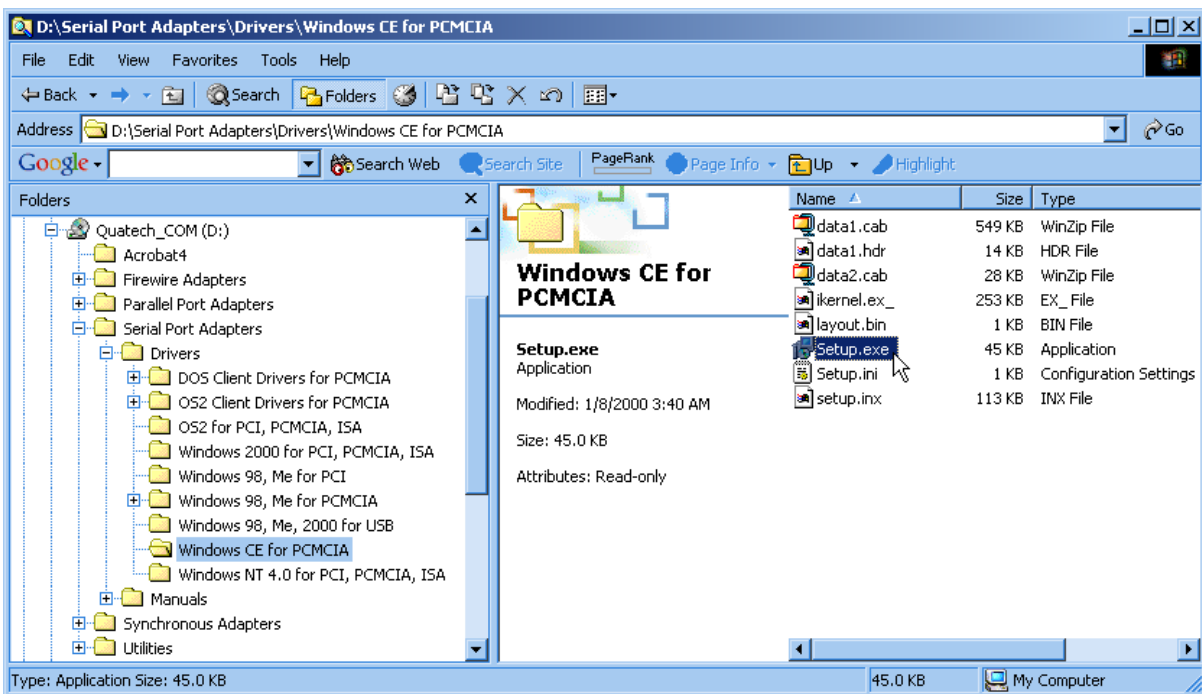 D:\Serial Port Adapters\Drivers\Windows CE for PCMCIA
File Edit View Favorites Tools Help
Back Search Folders
Address D:\Serial Port Adapters\Drivers\Windows CE for PCMCIA Go
Google Search Web Search Site PageRank Page Info Up Highlight
Folders
Quatech_COM (D:)
Acrobat4
Firewire Adapters
Parallel Port Adapters
Serial Port Adapters
Drivers
DOS Client Drivers for PCMCIA
OS2 Client Drivers for PCMCIA
OS2 for PCI, PCMCIA, ISA
Windows 2000 for PCI, PCMCIA, ISA
Windows 98, Me for PCI
Windows 98, Me for PCMCIA
Windows 98, Me, 2000 for USB
Windows CE for PCMCIA
Windows NT 4.0 for PCI, PCMCIA, ISA
Manuals
Synchronous Adapters
Utilities
Windows CE for
PCMCIA
Setup.exe
Application
Modified: 1/8/2000 3:40 AM
Size: 45.0 KB
Attributes: Read-only
Name Size Type
data1.cab 549 KB WinZip File
data1.hdr 14 KB HDR File
data2.cab 28 KB WinZip File
ikernel.ex_ 253 KB EX_ File
layout.bin 1 KB BIN File
Setup.exe 45 KB Application
Setup.ini 1 KB Configuration Settings
setup.inx 113 KB INX File
Type: Application Size: 45.0 KB 45.0 KB My Computer